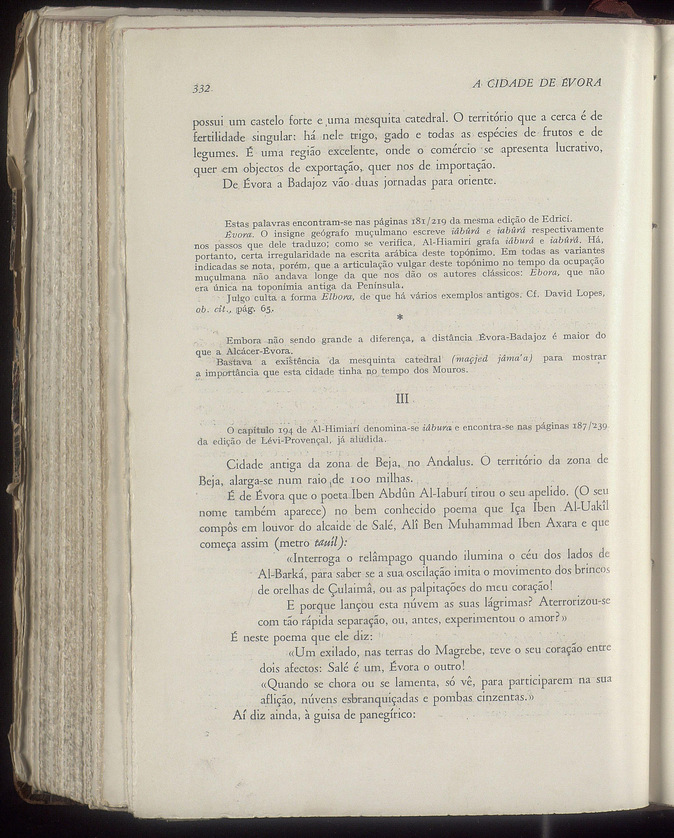 332
A CIDADE DE ÉVORA
possui um castelo forte e uma mesquita catedral. O território que a cerca é de
fertilidade singular: há nele trigo, gado e todas as espécies de frutos e de
legumes. É uma região excelente, onde o comércio se apresenta lucrativo,
quer em objectos de exportação, quer nos de importação.
De Évora a Badajoz vão duas jornadas para oriente.
Estas palavras encontram-se nas páginas 181/219 da mesma edição de Edricí.
Évora. O insigne geógrafo muçulmano escreve iâbûrâ e iabûrâ respectivamente
nos passos que dele traduzo; como se verifica, Al-Hiamirí grafa iâburâ e iabûrâ. Há,
portanto, certa irregularidade na escrita arábica deste topónimo. Em todas as variantes
indicadas se nota, porém, que a articulação vulgar deste topónimo no tempo da ocupação
muçulmana não andava longe da que nos dão os autores clássicos: Ebora, que não
era única na toponímia antiga da Península.
Julgo culta a forma Elbora, de que há vários exemplos antigos. Cf. David Lopes,
ob. cit., pág. 65.
*
Embora não sendo grande a diferença, a distância Évora-Badajoz é maior do
que a Alcácer-Évora.
Bastava a existência da mesquinta catedral (maçjed jáma'a) para mostrar
a importância que esta cidade tinha no tempo dos Mouros.
III
O capítulo 194 de Al-Himiarí denomina-se iâbura e encontra-se nas páginas 187/239
da edição de Lévi-Provençal, já aludida.
Cidade antiga da zona de Beja, no Andalus. O território da zona de
Beja, alarga-se num raio de 100 milhas.
É de Évora que o poeta Iben Abdûn Al-Iaburí tirou o seu apelido. (O seu
nome também aparece) no bem conhecido poema que Iça Iben Al-Uakîl
compôs em louvor do alcaide de Salé, Alî Ben Muhammad Iben Axara e que
começa assim (metro tauíl):
«Interroga o relâmpago quando ilumina o céu dos lados de
Al-Barká, para saber se a sua oscilação imita o movimento dos brincos
de orelhas de Çulaimâ, ou as palpitações do meu coração!
E porque lançou esta núvem as suas lágrimas? Aterrorizou-se
com tão rápida separação, ou, antes, experimentou o amor?»
É neste poema que ele diz:
«Um exilado, nas terras do Magrebe, teve o seu coração entre
dois afectos: Salé é um, Évora o outro!
«Quando se chora ou se lamenta, só vê, para participarem na sua
aflição, núvens esbranquiçadas e pombas cinzentas.»
Aí diz ainda, à guisa de panegírico: